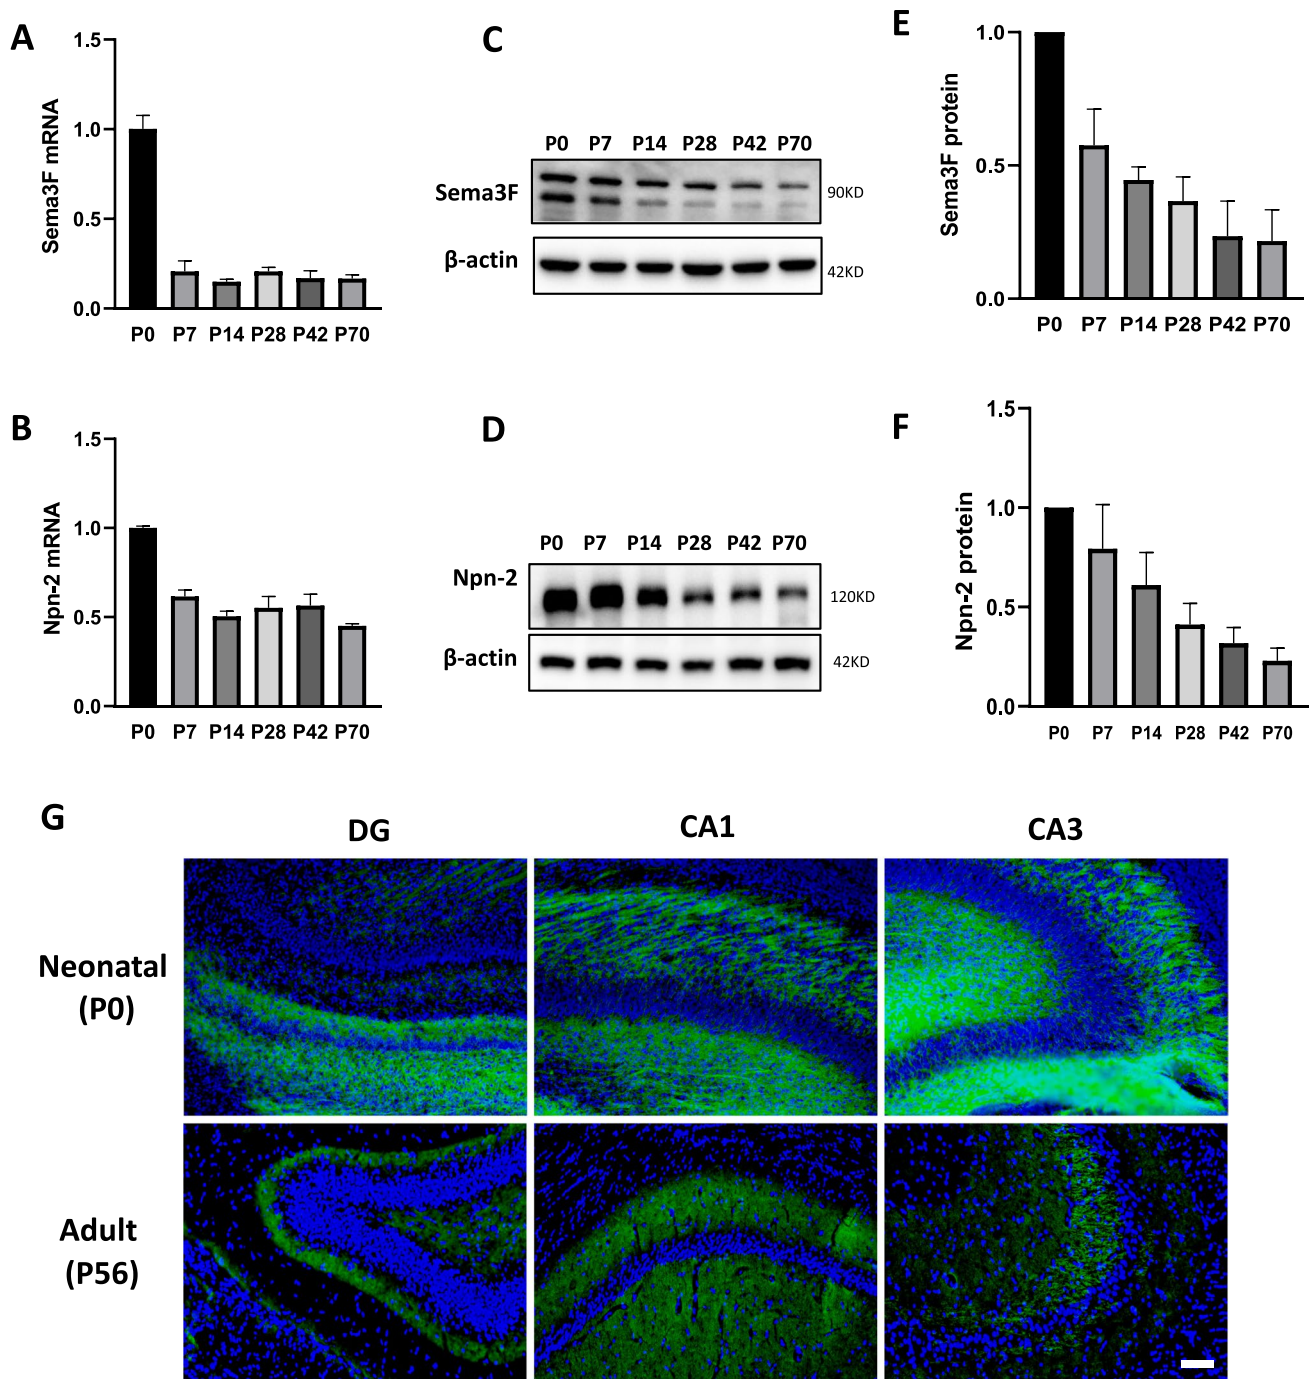 A
Sema3F mRNA
1.5
1.0
0.5
0.0
P0 P7 P14 P28 P42 P70
C
P0 P7 P14 P28 P42 P70
Sema3F
90KD
β-actin
42KD
E
Sema3F protein
1.0
0.5
0.0
P0 P7 P14 P28 P42 P70
B
Npn-2 mRNA
1.5
1.0
0.5
0.0
P0 P7 P14 P28 P42 P70
D
P0 P7 P14 P28 P42 P70
Npn-2
120KD
β-actin
42KD
F
Npn-2 protein
1.5
1.0
0.5
0.0
P0 P7 P14 P28 P42 P70
G
DG CA1 CA3
Neonatal
(P0)
Adult
(P56)